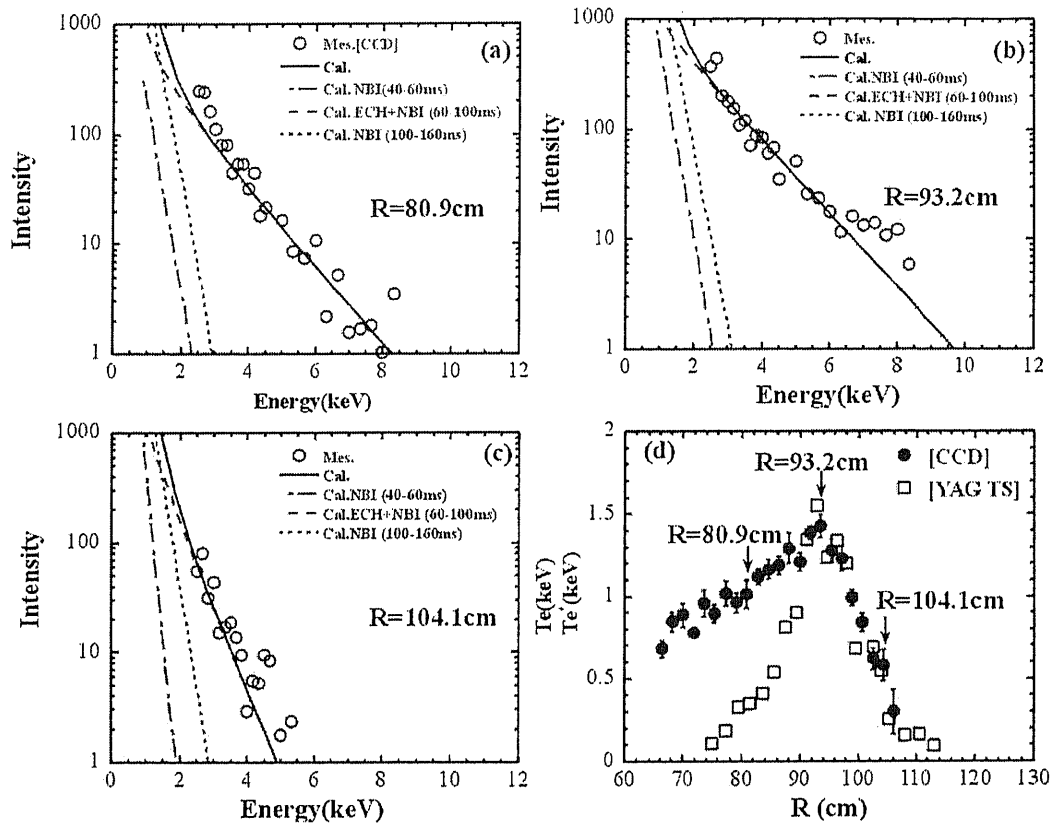 1000
100
10
1
0 2 4 6 8 10 12
Intensity
Energy(keV)
(a)
Mes.[CCD]
Cal.
Cal.NBI(40-60ms)
Cal.ECH+NBI (60-100ms)
Cal. NBI (100-160ms)
R=80.9cm
1000
100
10
1
0 2 4 6 8 10 12
Intensity
Energy(keV)
(b)
Mes.
Cal.
Cal.NBI (40-60ms)
Cal.ECH+NBI (60-100ms)
Cal. NBI (100-160ms)
R=93.2cm
1000
100
10
1
0 2 4 6 8 10 12
Intensity
Energy(keV)
(c)
Mes.
Cal.
Cal.NBI (40-60ms)
Cal.ECH+NBI (60-100ms)
Cal.NBI (100-160ms)
R=104.1cm
2
1.5
1
0.5
0
60 70 80 90 100 110 120 130
Te(keV)
Te'(keV)
R (cm)
(d)
[CCD]
[YAG TS]
R=93.2cm
R=80.9cm
R=104.1cm